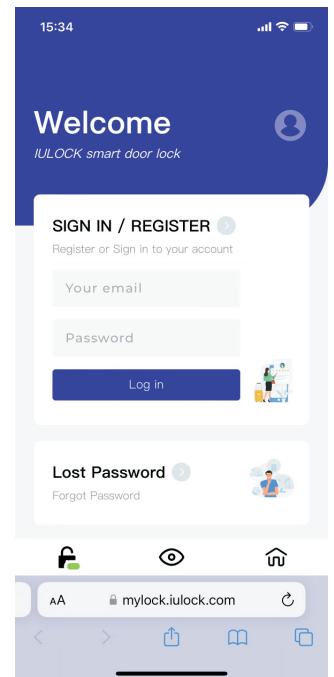 15:34
Welcome
IULOCK smart door lock
SIGN IN / REGISTER
Register or Sign in to your account
Your email
Password
Log in
Lost Password
Forgot Password
AA mylock.iulock.com